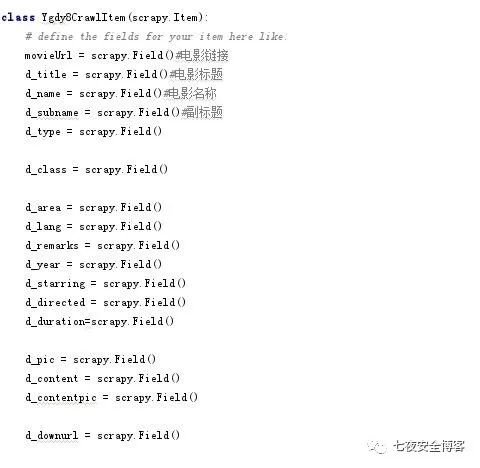 class Ygdy8CrawlItem(scrapy.Item):
# define the fields for your item here like:
movieUrl = scrapy.Field()#电影链接
d_title = scrapy.Field()#电影标题
d_name = scrapy.Field()#电影名称
d_subname = scrapy.Field()#副标题
d_type = scrapy.Field()
d_class = scrapy.Field()
d_area = scrapy.Field()
d_lang = scrapy.Field()
d_remarks = scrapy.Field()
d_year = scrapy.Field()
d_starring = scrapy.Field()
d_directed = scrapy.Field()
d_duration=scrapy.Field()
d_pic = scrapy.Field()
d_content = scrapy.Field()
d_contentpic = scrapy.Field()
d_downurl = scrapy.Field()
七夜安全博客